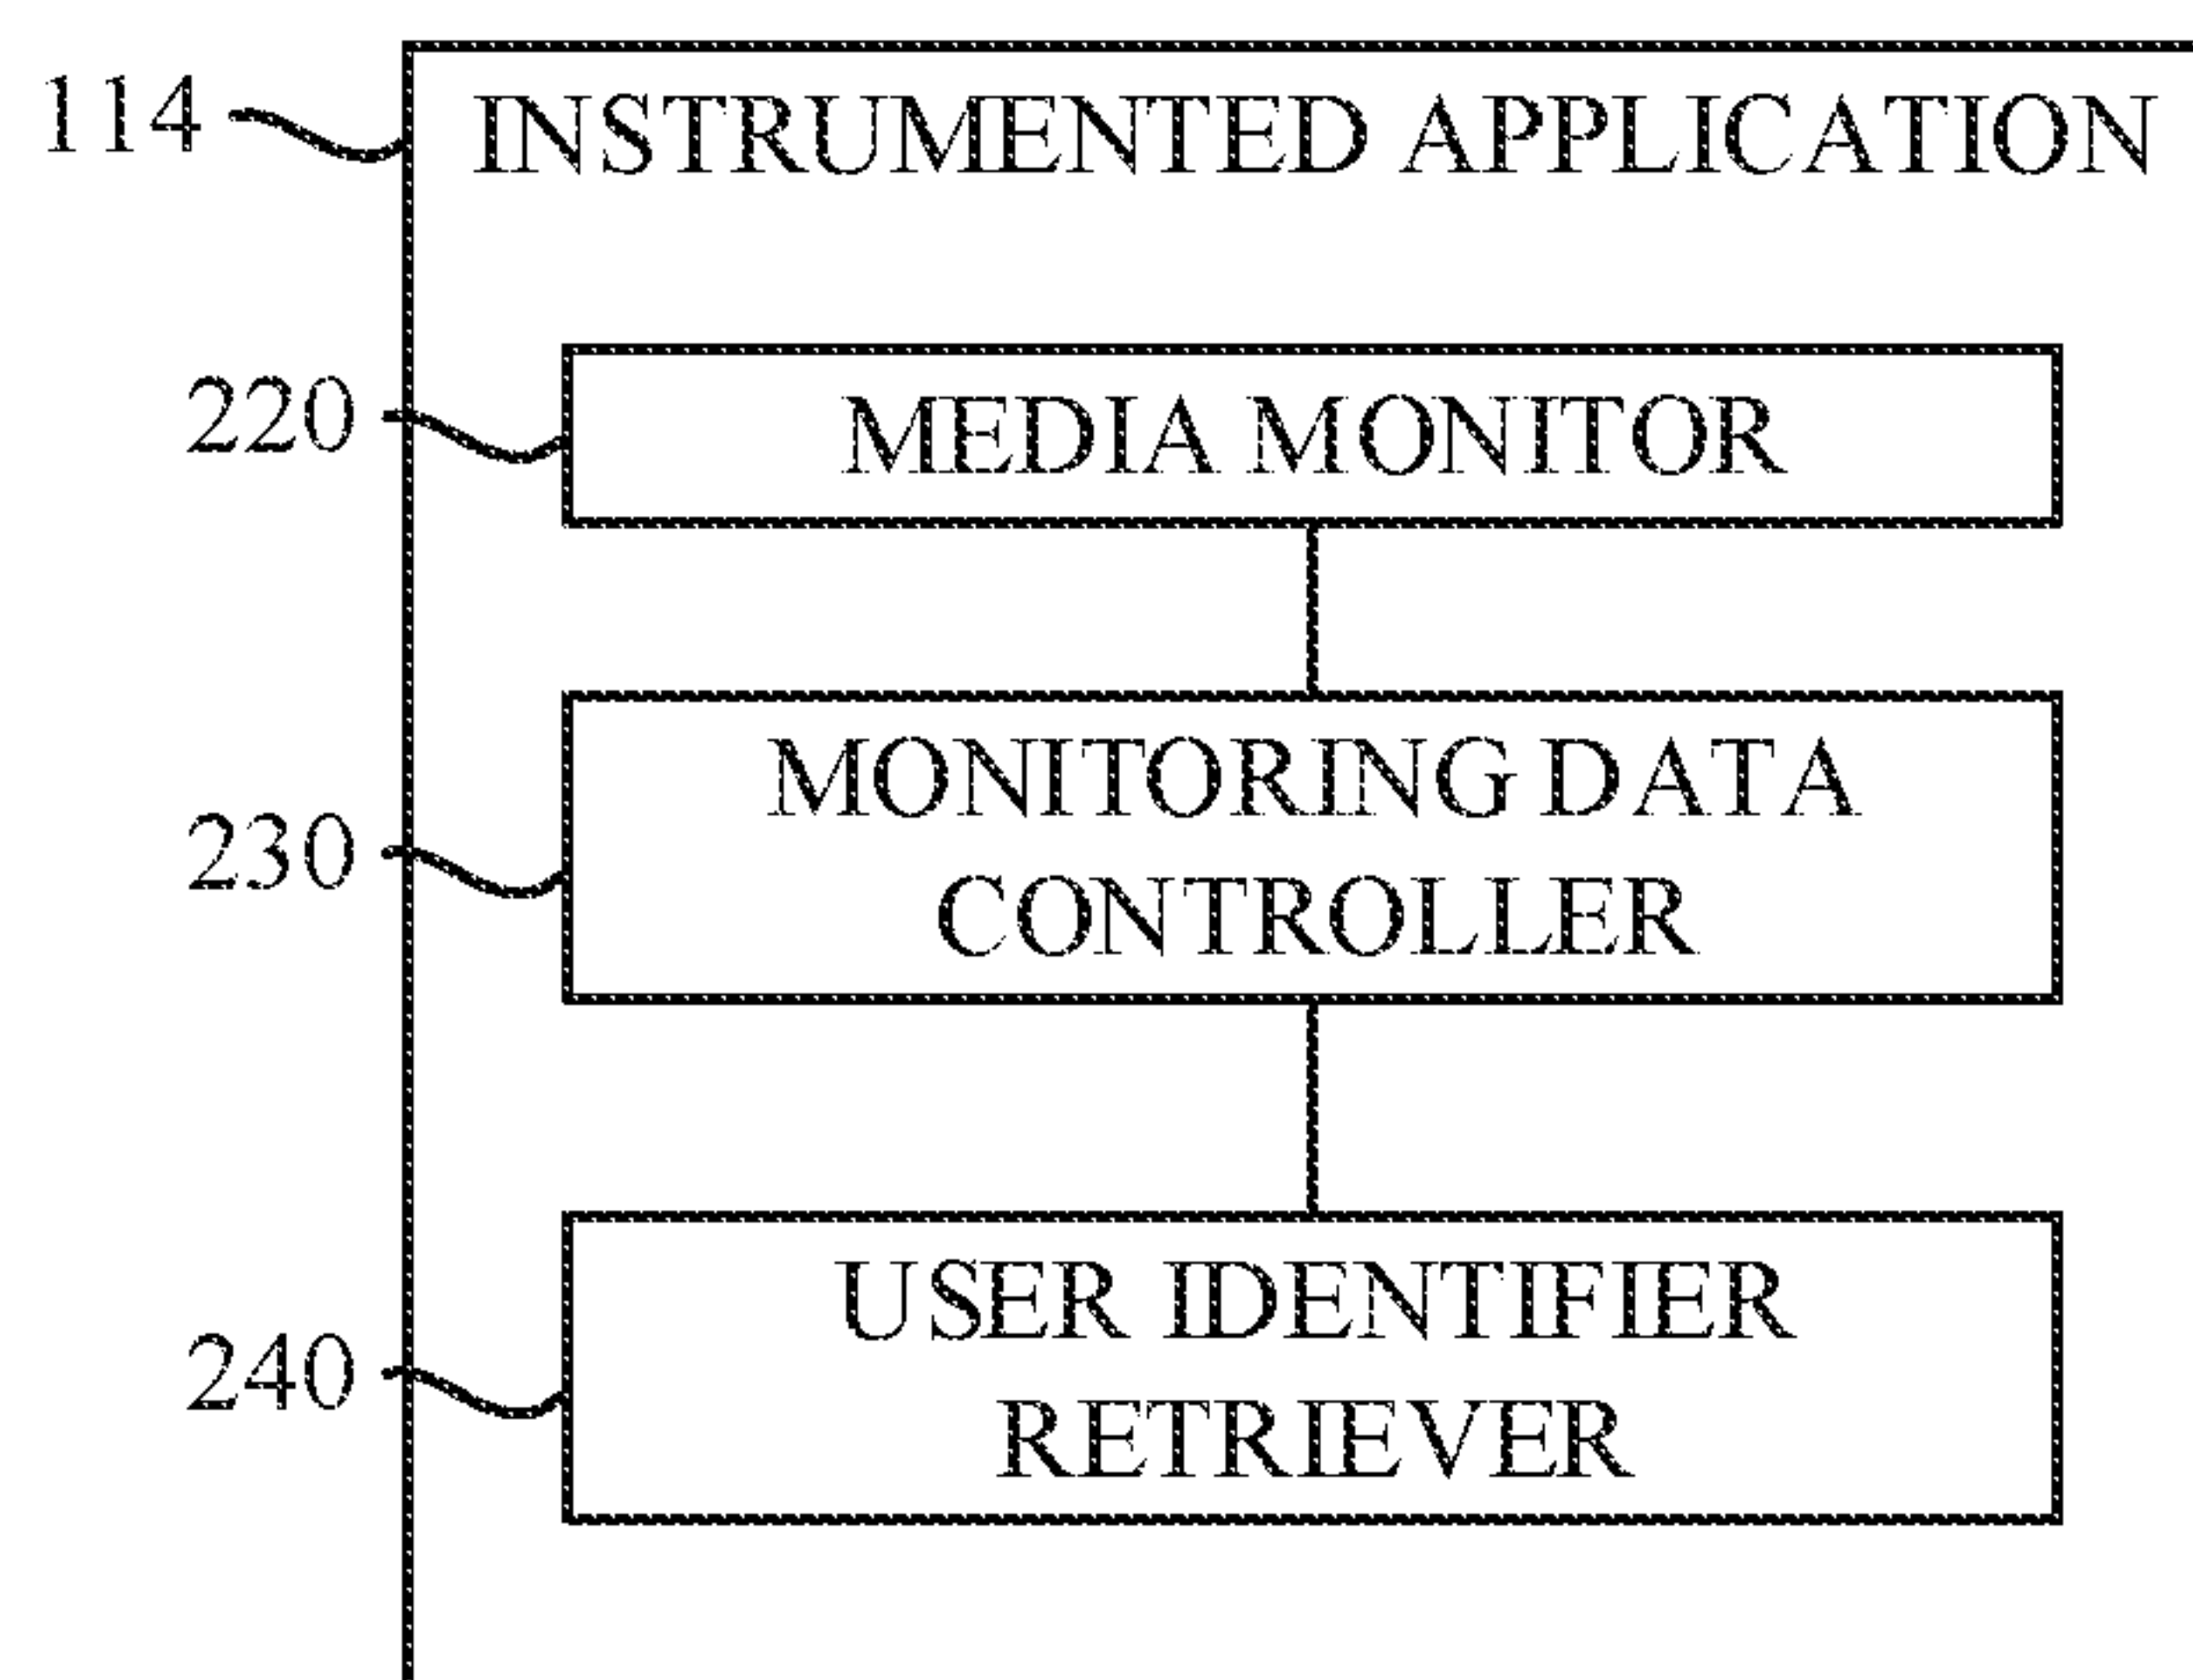 114 INSTRUMENTED APPLICATION
220 MEDIA MONITOR
MONITORING DATA
230
CONTROLLER
USER IDENTIFIER
240
RETRIEVER